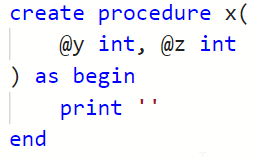 create procedure x(
    @y int, @z int
) as begin
    print ''
end